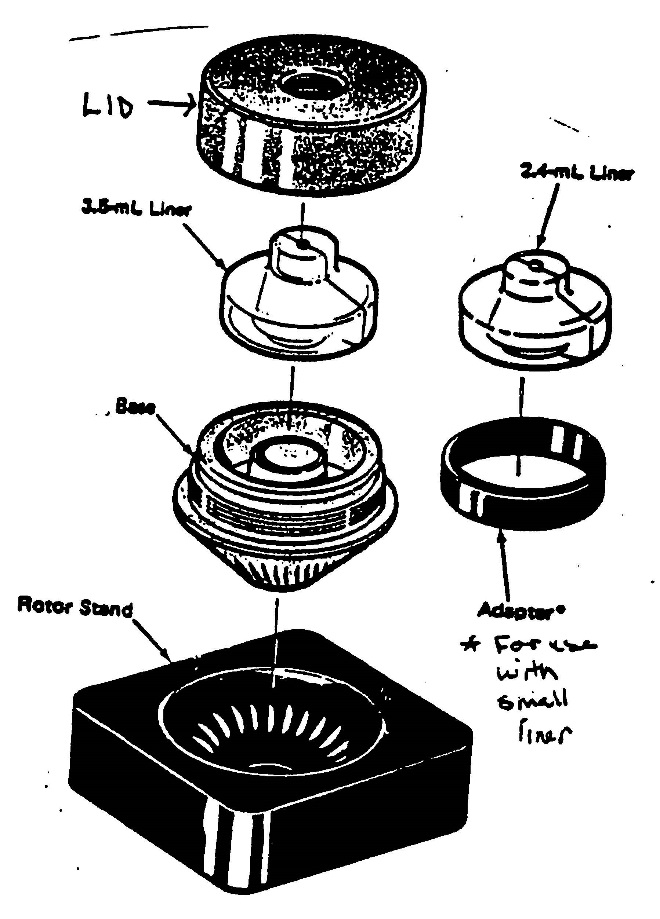 LID
2.4-mL Liner
3.5-mL Liner
Base
Rotor Stand
Adapter*
* For use
with
small
liner